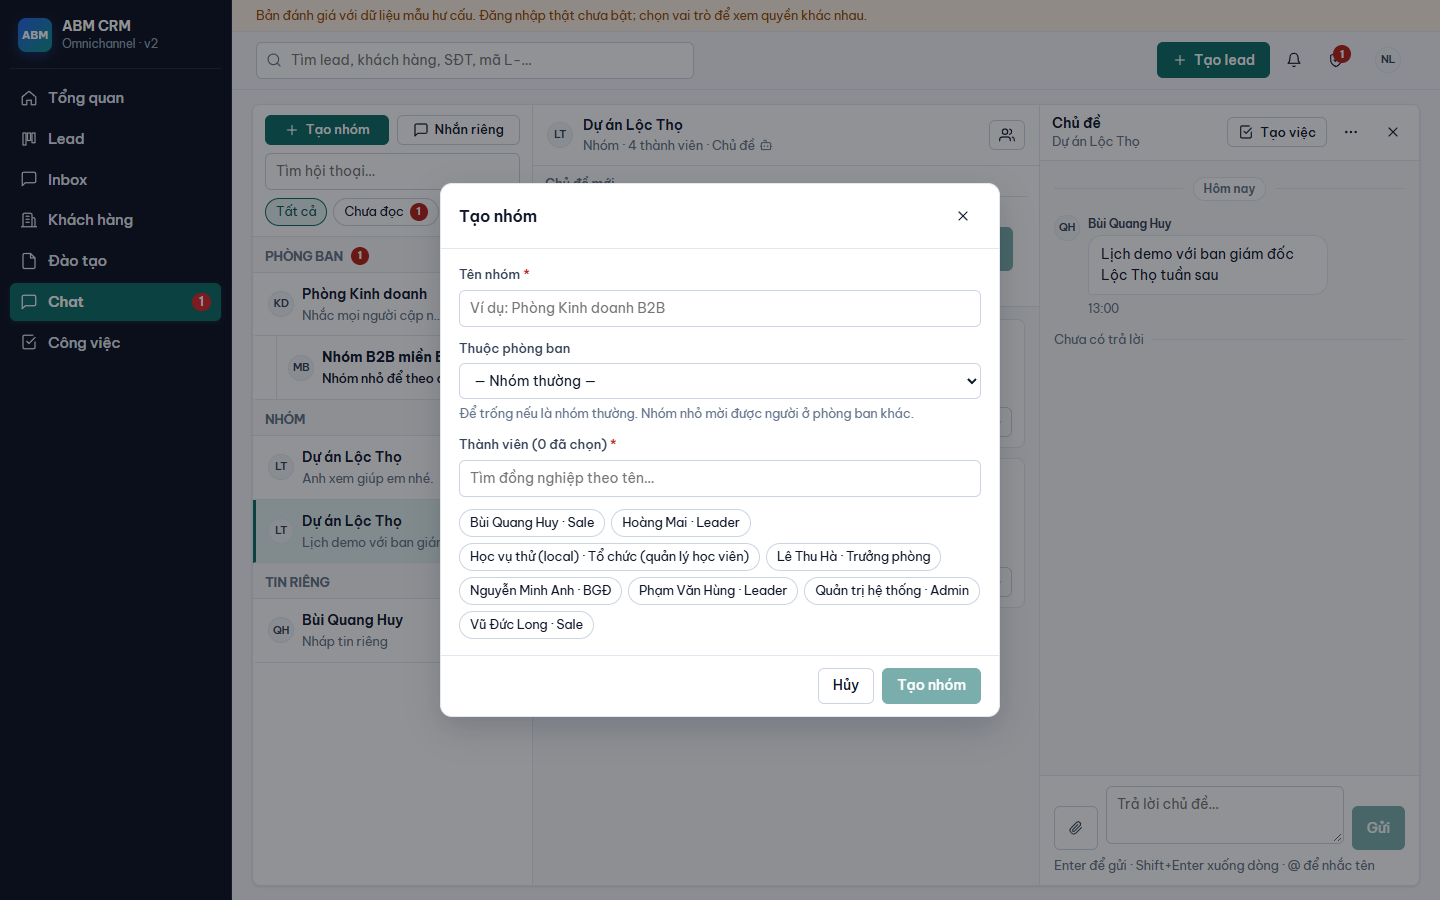 ABM
ABM CRM
Omnichannel · v2
Tổng quan
Lead
Inbox
Khách hàng
Đào tạo
Chat
1
Công việc
Bản đánh giá với dữ liệu mẫu hư cấu. Đăng nhập thật chưa bật; chọn vai trò để xem quyền khác nhau.
Tìm lead, khách hàng, SĐT, mã L-...
Tạo lead
1
NL
Tạo nhóm
Nhắn riêng
Tìm hội thoại...
Tất cả
Chưa đọc 1
PHÒNG BAN 1
KD
Phòng Kinh doanh
Nhắc mọi người cập n...
MB
Nhóm B2B miền
Nhóm nhỏ để theo
NHÓM
LT
Dự án Lộc Thọ
Anh xem giúp em nhé.
LT
Dự án Lộc Thọ
Lịch demo với ban
TIN RIÊNG
QH
Bùi Quang Huy
Nháp tin riêng
LT
Dự án Lộc Thọ
Nhóm · 4 thành viên · Chủ đề
Chủ đề mới
Tạo nhóm
Tên nhóm *
Ví dụ: Phòng Kinh doanh B2B
Thuộc phòng ban
— Nhóm thường —
Để trống nếu là nhóm thường. Nhóm nhỏ mời được người ở phòng ban khác.
Thành viên (0 đã chọn) *
Tìm đồng nghiệp theo tên...
Bùi Quang Huy · Sale
Hoàng Mai · Leader
Học vụ thử (local) · Tổ chức (quản lý học viên)
Lê Thu Hà · Trưởng phòng
Nguyễn Minh Anh · BGĐ
Phạm Văn Hùng · Leader
Quản trị hệ thống · Admin
Vũ Đức Long · Sale
Hủy
Tạo nhóm
Chủ đề
Dự án Lộc Thọ
Tạo việc
Hôm nay
QH
Bùi Quang Huy
Lịch demo với ban giám đốc
Lộc Thọ tuần sau
13:00
Chưa có trả lời
Trả lời chủ đề...
Gửi
Enter để gửi · Shift+Enter xuống dòng · @ để nhắc tên